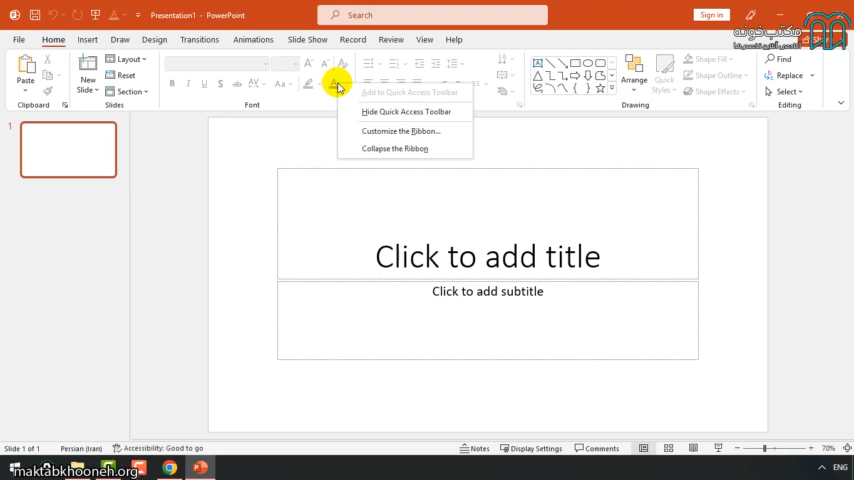 Presentation1 - PowerPoint
Search
Sign in
مکتب‌خونه
File
Home
Insert
Draw
Design
Transitions
Animations
Slide Show
Record
Review
View
Help
Paste
Clipboard
New
Slide
Layout
Reset
Section
Slides
B I U S ab AV Aa A
Font
Add to Quick Access Toolbar
Hide Quick Access Toolbar
Customize the Ribbon...
Collapse the Ribbon
Arrange
Quick
Styles
Shape Fill
Shape Outline
Shape Effects
Drawing
Find
Replace
Select
Editing
1
Click to add title
Click to add subtitle
Slide 1 of 1
Persian (Iran)
Accessibility: Good to go
Notes
Display Settings
Comments
70%
maktabkhooneh.org
ENG